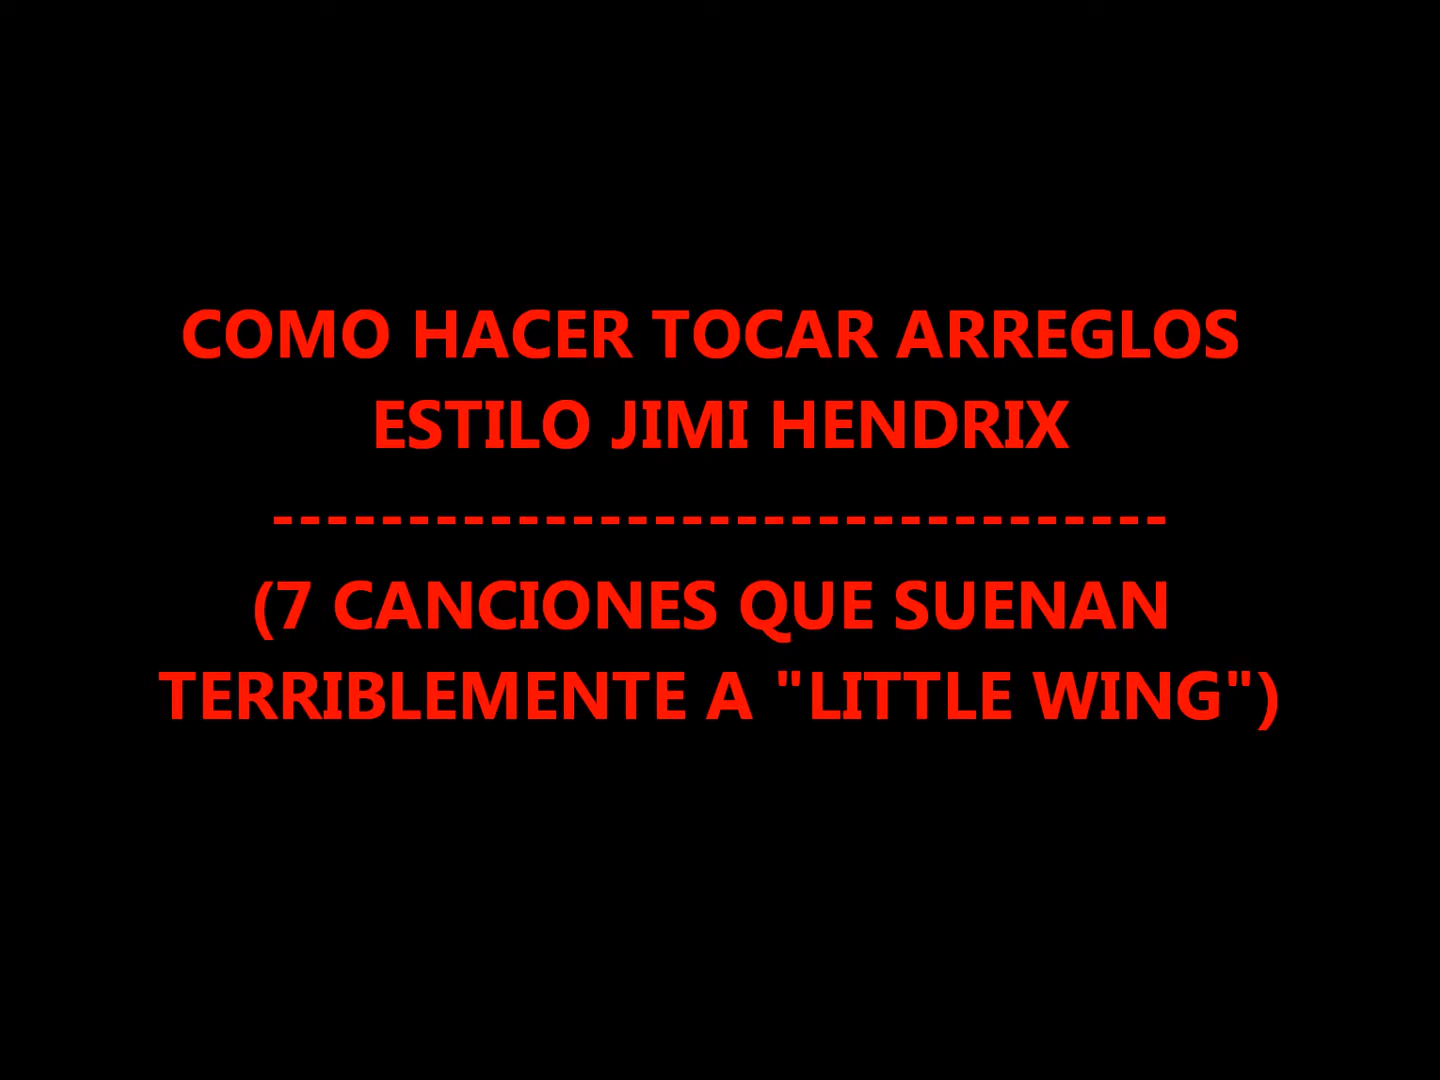 COMO HACER TOCAR ARREGLOS
ESTILO JIMI HENDRIX
---------------------------------
(7 CANCIONES QUE SUENAN
TERRIBLEMENTE A "LITTLE WING")